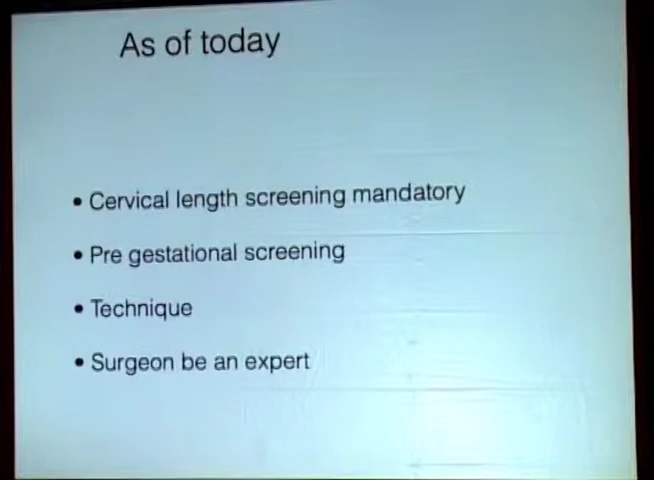 As of today
• Cervical length screening mandatory
• Pre gestational screening
• Technique
• Surgeon be an expert